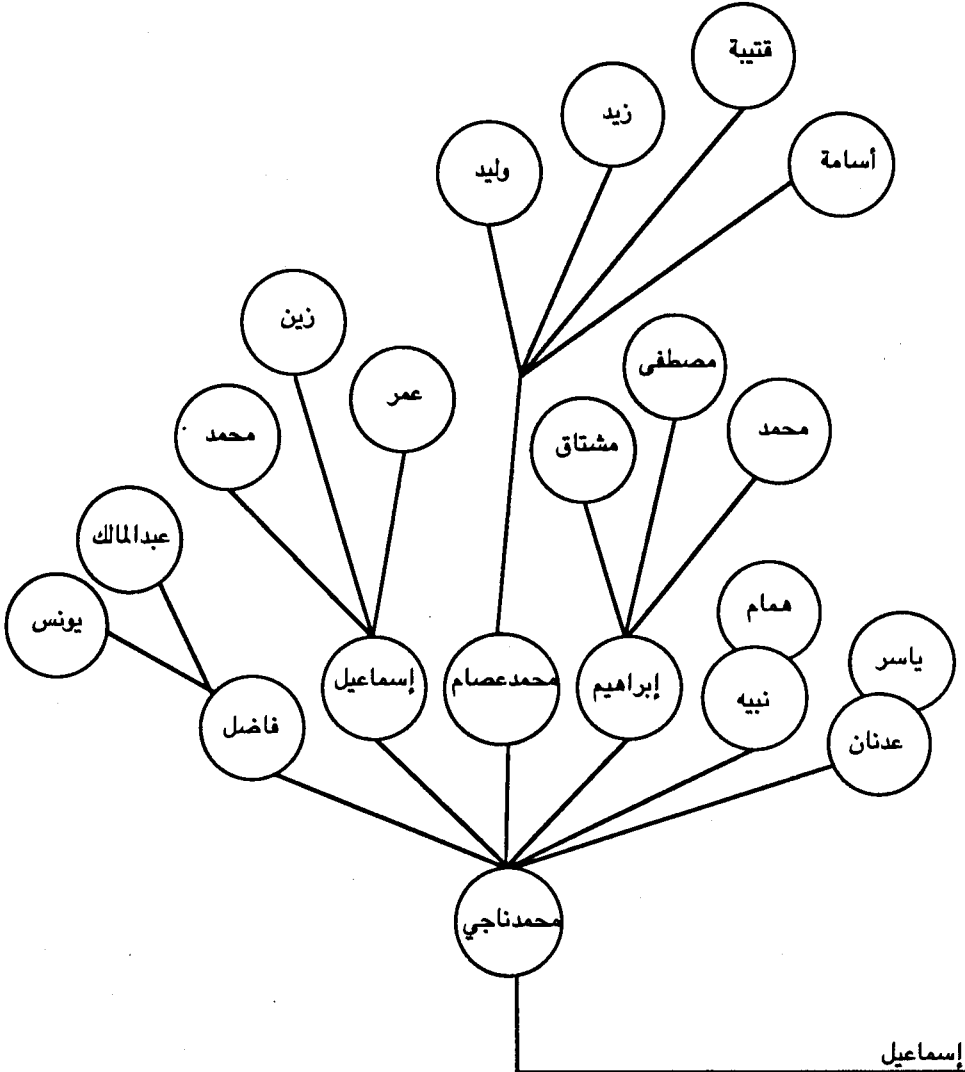 قتيبة
زيد
أسامة
وليد
زين
مصطفى
عمر
محمد
مشتاق
محمد
عبدالمالك
همام
يونس
ياسر
إسماعيل
محمدعصام
إبراهيم
نبيه
فاضل
عدنان
محمدناجي
إسماعيل